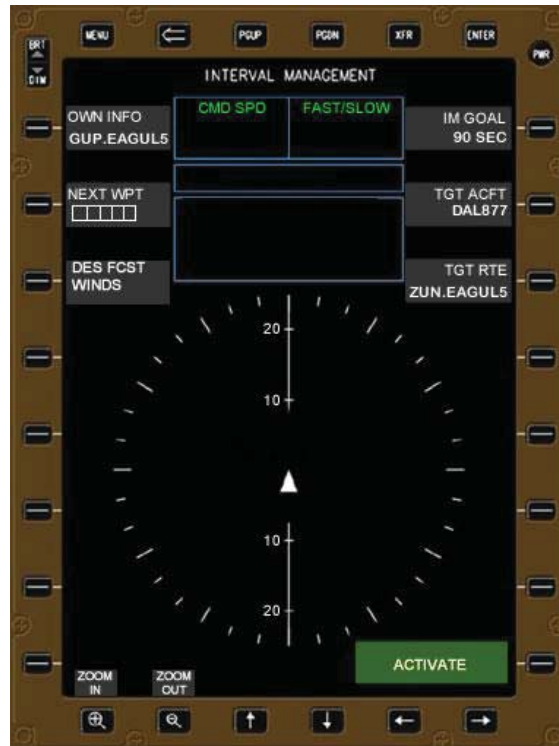 MENU
PGUP
PGDN
XFR
ENTER
BRT
DIM
PWR
INTERVAL MANAGEMENT
OWN INFO
GUP.EAGUL5
CMD SPD
FAST/SLOW
IM GOAL
90 SEC
NEXT WPT
TGT ACFT
DAL877
DES FCST
WINDS
TGT RTE
ZUN.EAGUL5
20
10
10
20
ACTIVATE
ZOOM
IN
ZOOM
OUT